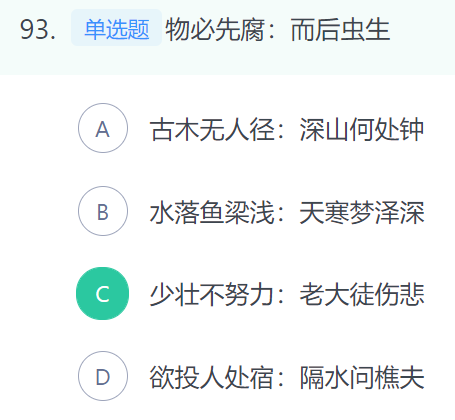 93. 单选题 物必先腐：而后虫生
A 古木无人径：深山何处钟
B 水落鱼梁浅：天寒梦泽深
C 少壮不努力：老大徒伤悲
D 欲投人处宿：隔水问樵夫